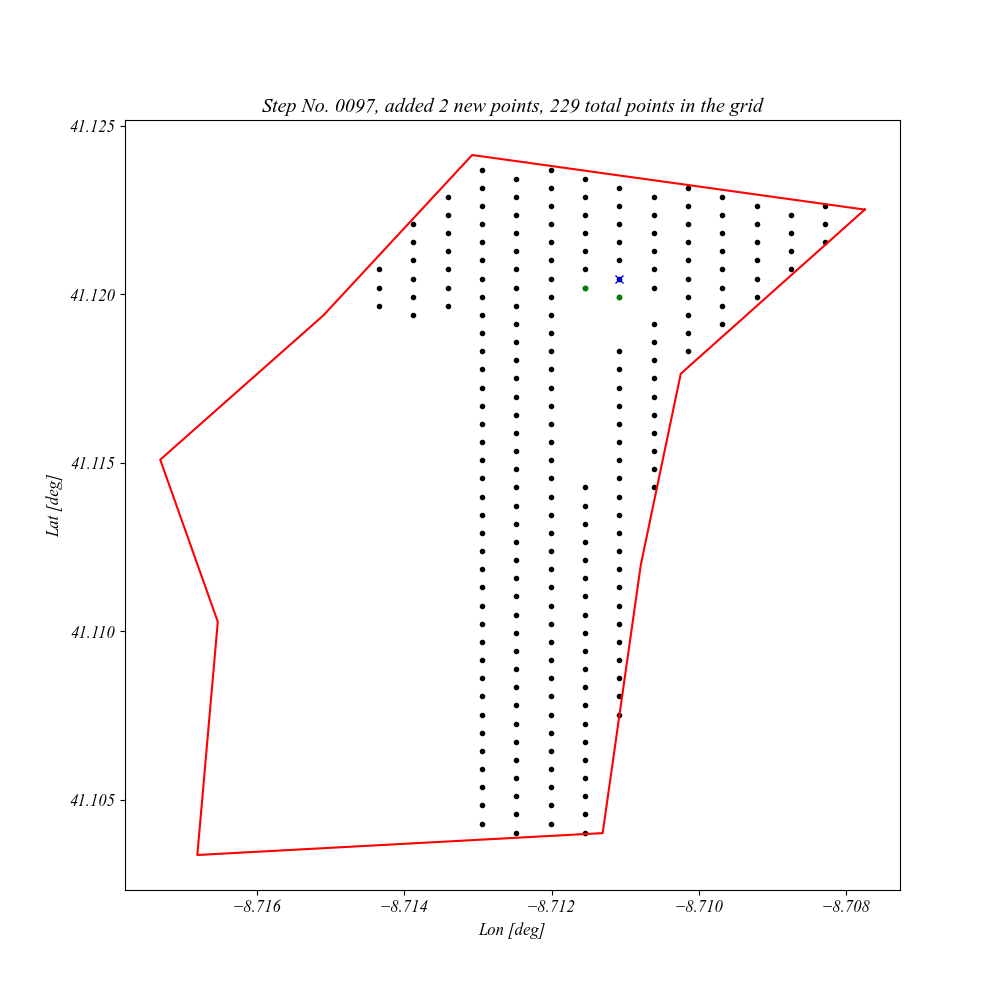 Step No. 0097, added 2 new points, 229 total points in the grid
41.125
41.120
41.115
41.110
41.105
Lat [deg]
−8.716 −8.714 −8.712 −8.710 −8.708
Lon [deg]